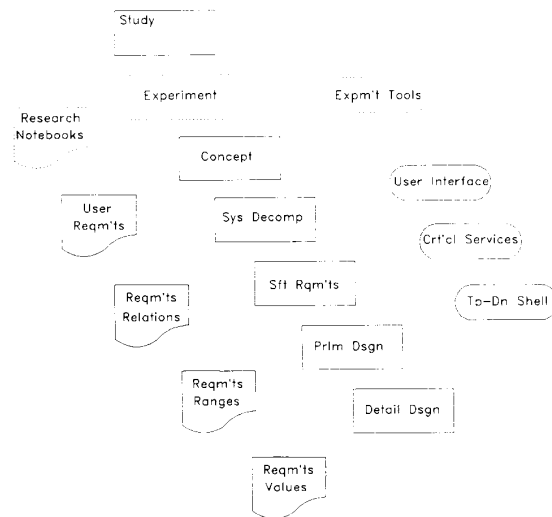 Study
Experiment
Expm't Tools
Research
Notebooks
Concept
User Interface
User
Reqm'ts
Sys Decomp
Crt'cl Services
Sft Rqm'ts
Tp-Dn Shell
Reqm'ts
Relations
Prlm Dsgn
Reqm'ts
Ranges
Detail Dsgn
Reqm'ts
Values